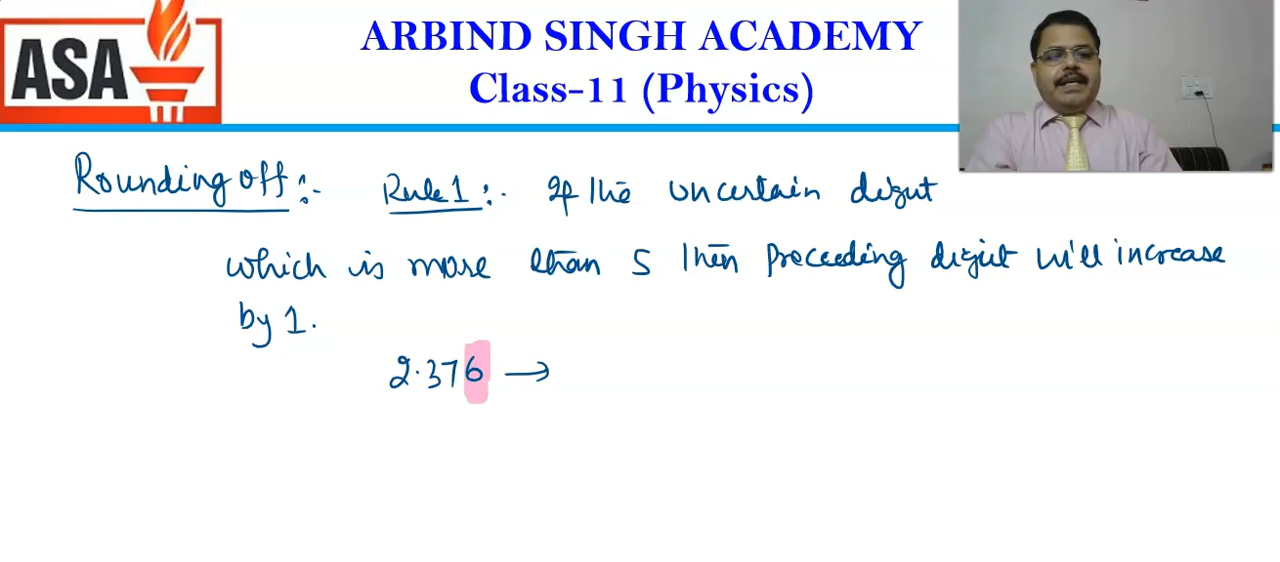 ASA
ARBIND SINGH ACADEMY
Class-11 (Physics)
Rounding off :- Rule 1 :- If the uncertain digit
which is more than 5 then preceeding digit will increase
by 1.
2.376 →